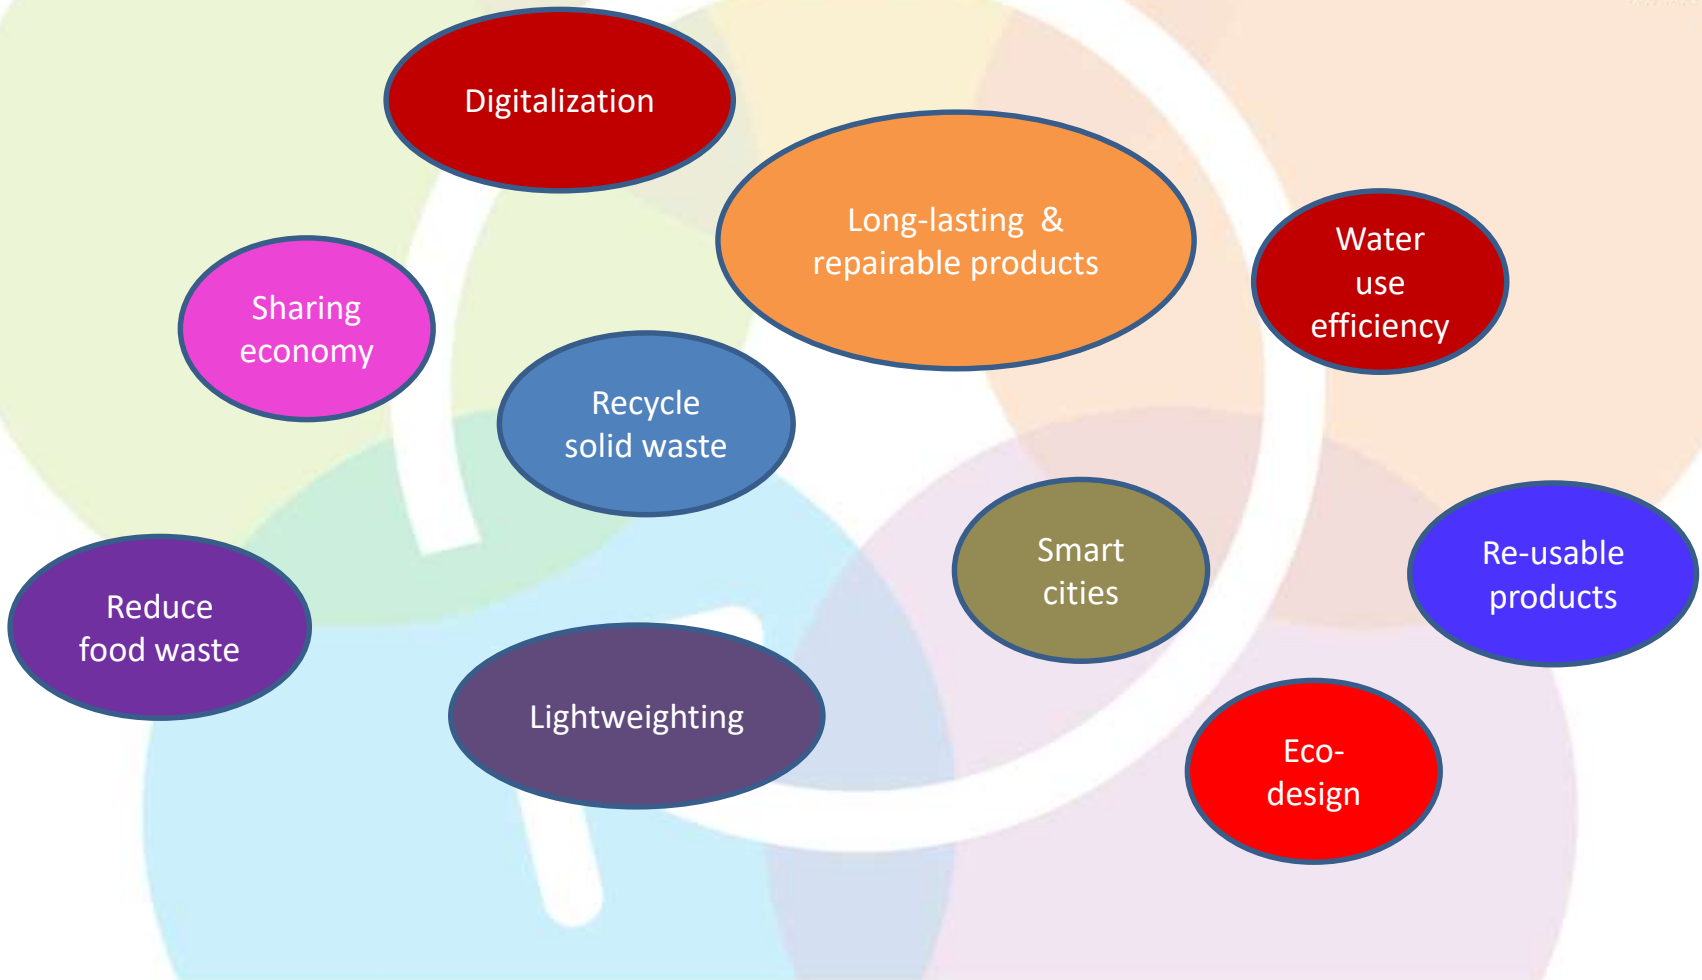 Digitalization
Long-lasting &
repairable products
Water
use
efficiency
Sharing
economy
Recycle
solid waste
Smart
cities
Re-usable
products
Reduce
food waste
Lightweighting
Eco-
design